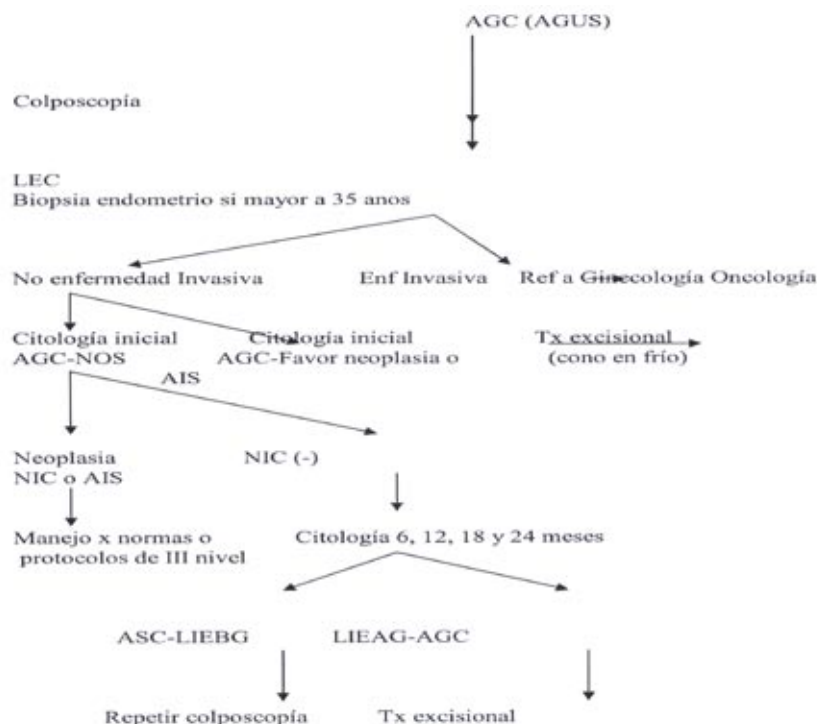 AGC (AGUS)
Colposcopía
LEC
Biopsia endometrio si mayor a 35 anos
No enfermedad Invasiva Enf Invasiva Ref a Ginecología Oncología
Citología inicial Citología inicial Tx excisional
AGC-NOS AGC-Favor neoplasia o (cono en frío)
AIS
Neoplasia NIC (-)
NIC o AIS
Manejo x normas o Citología 6, 12, 18 y 24 meses
protocolos de III nivel
ASC-LIEBG LIEAG-AGC
Repetir colposcopía Tx excisional